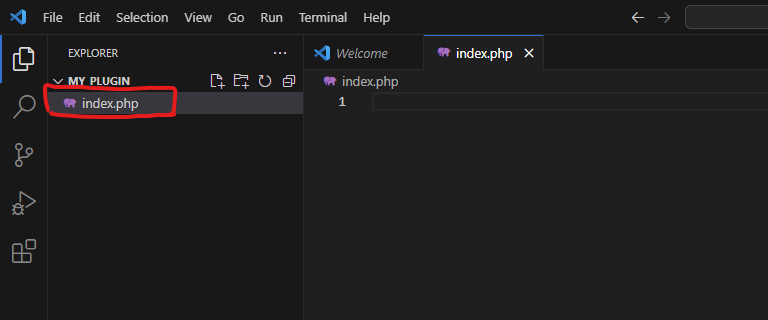 File Edit Selection View Go Run Terminal Help
EXPLORER
Welcome
index.php
MY PLUGIN
index.php
index.php
1